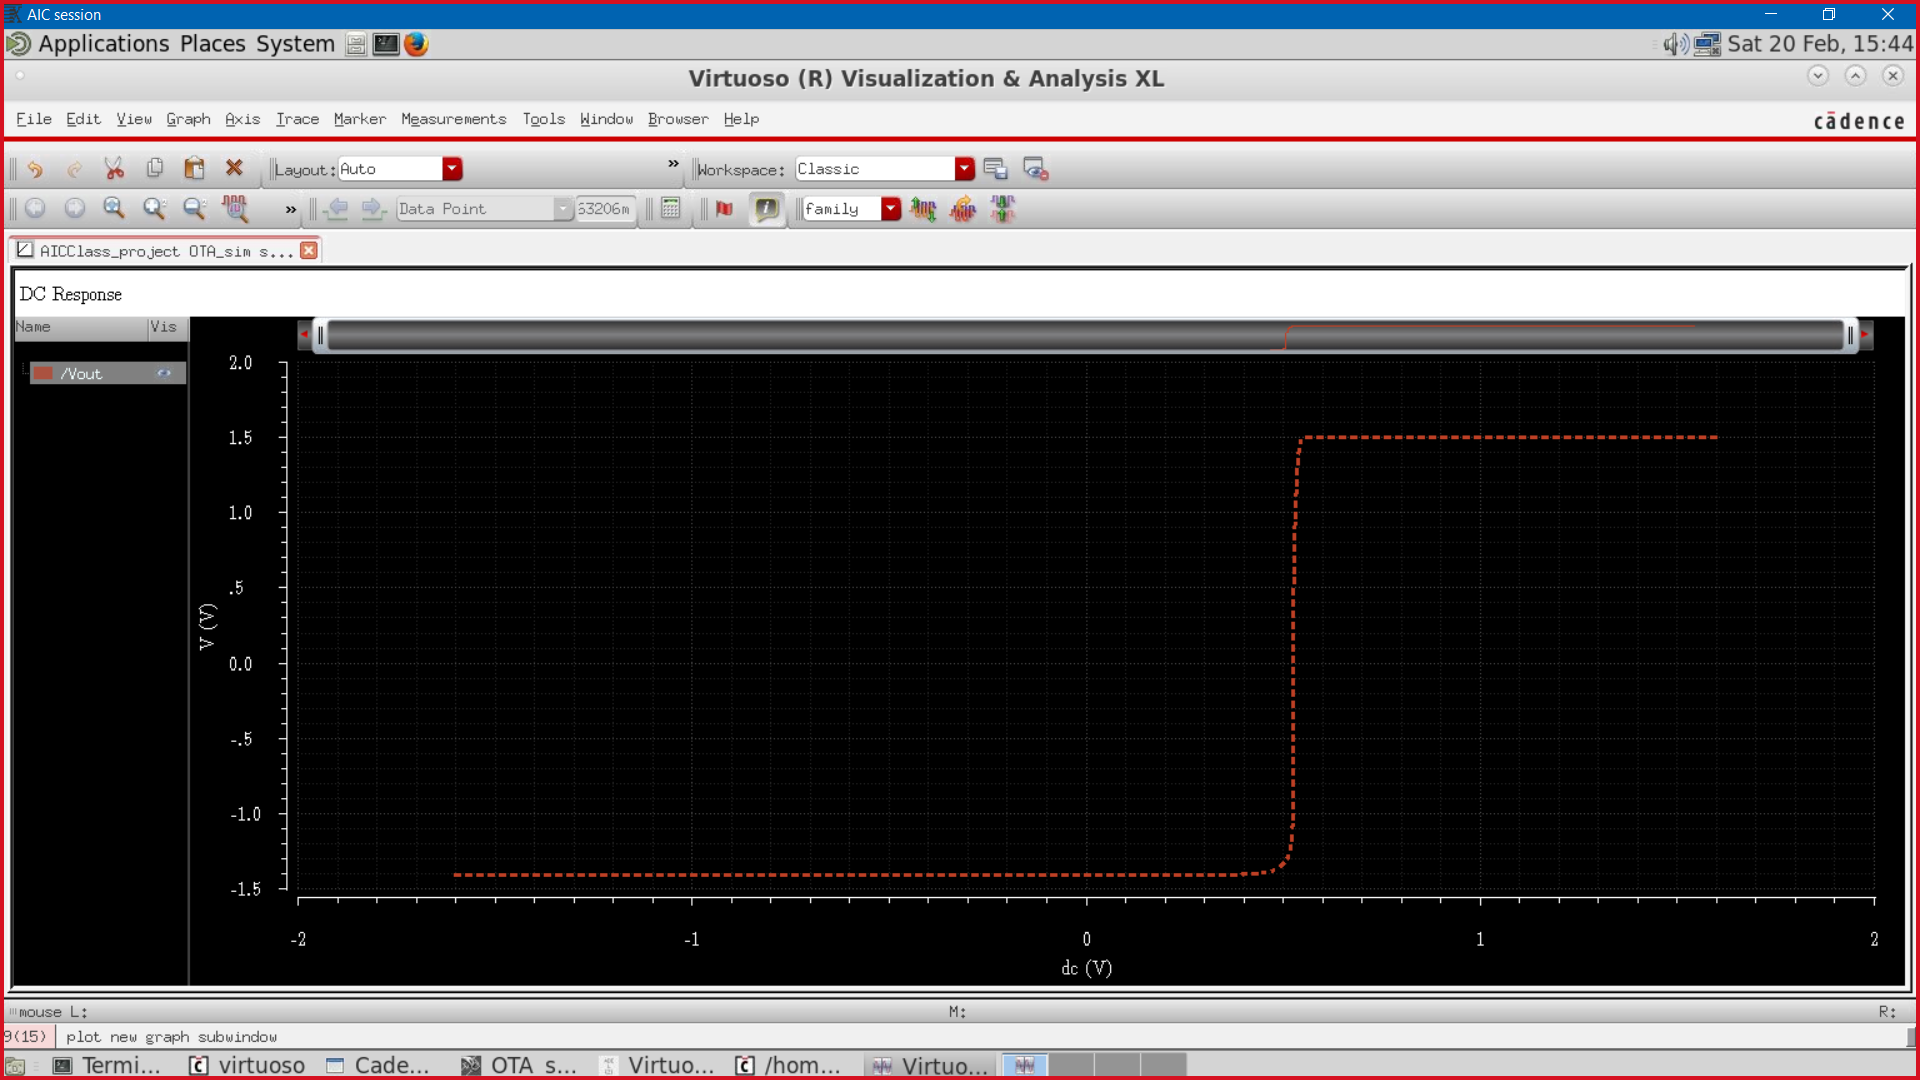 AIC session
Applications Places System
Sat 20 Feb, 15:44
Virtuoso (R) Visualization & Analysis XL
File Edit View Graph Axis Trace Marker Measurements Tools Window Browser Help
cādence
Layout: Auto
» Workspace: Classic
» Data Point 63206m family
AICClass_project OTA_sim s...
DC Response
Name Vis
/Vout
2.0
1.5
1.0
.5
0.0
-.5
-1.0
-1.5
V (V)
-2 -1 0 1 2
dc (V)
mouse L: M: R:
9(15) plot new graph subwindow
Termi... virtuoso Cade... OTA s... Virtuo... /hom... Virtuo...